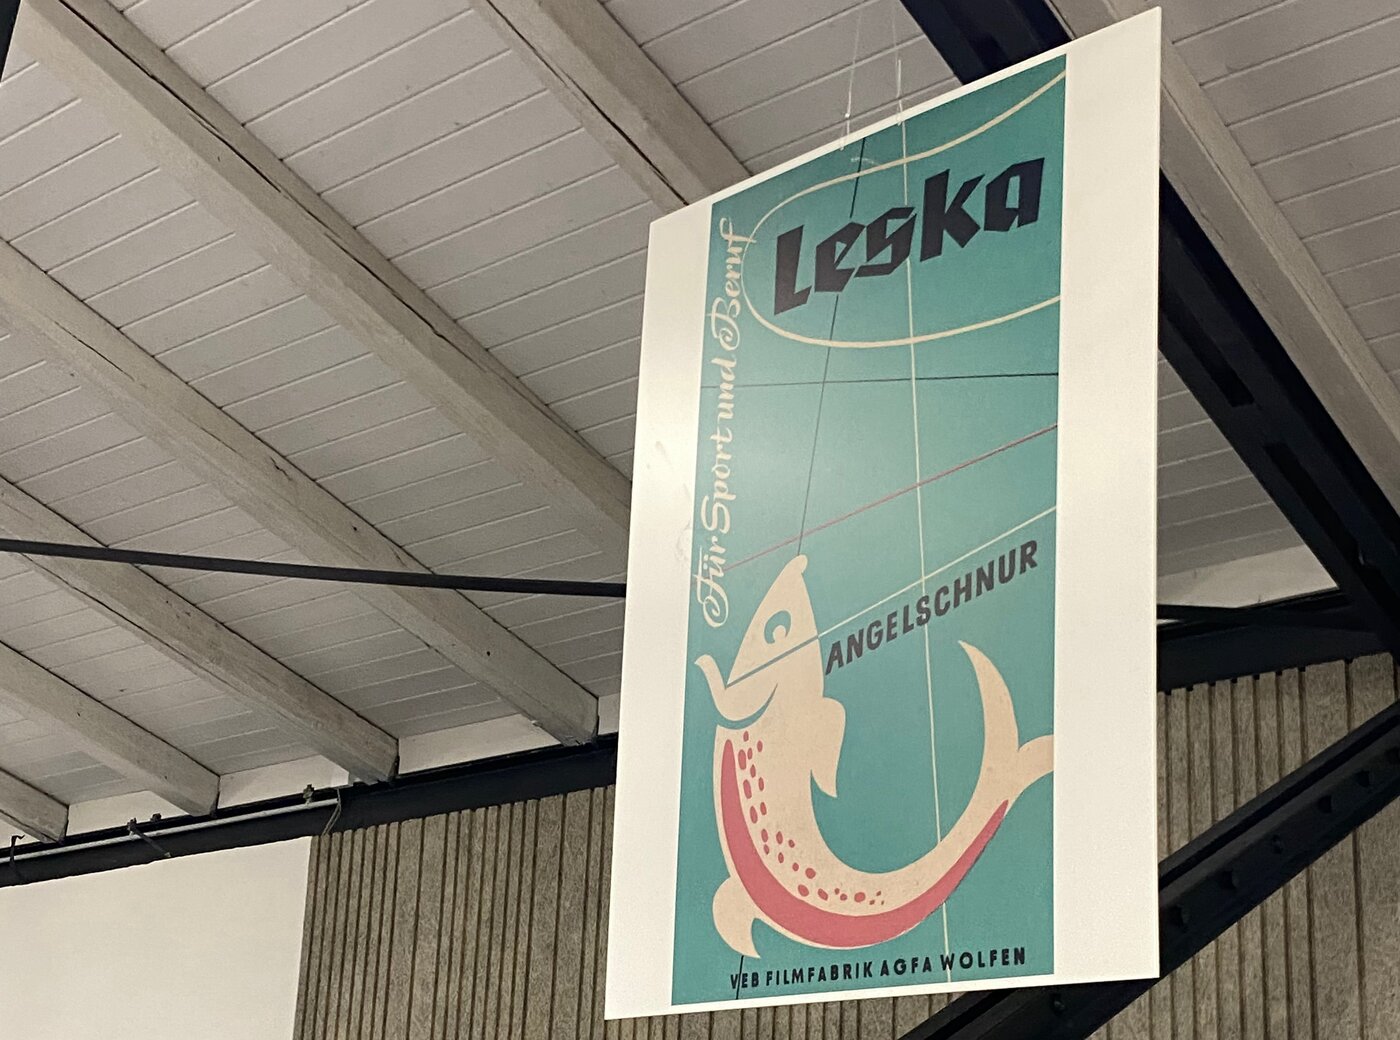 Leska
Für Sport und Beruf
ANGELSCHNUR
VEB FILMFABRIK AGFA WOLFEN